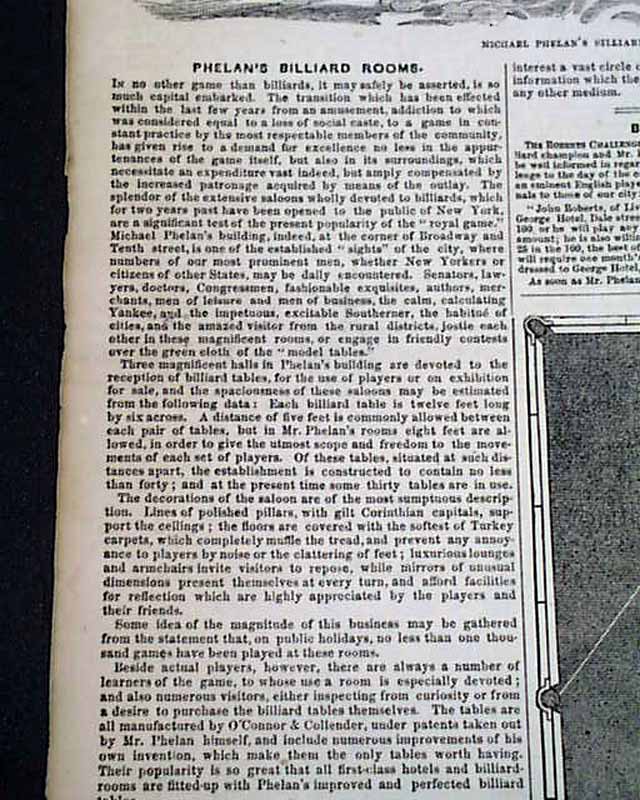 MICHAEL PHELAN'S BILLIARD
PHELAN'S BILLIARD ROOMS.
IN no other game than billiards, it may safely be asserted, is so
much capital embarked. The transition which has been effected
within the last few years from an amusement, addiction to which
was considered equal to a loss of social caste, to a game in con-
stant practice by the most respectable members of the community,
has given rise to a demand for excellence no less in the appur-
tenances of the game itself, but also in its surroundings, which
necessitate an expenditure vast indeed, but amply compensated by
the increased patronage acquired by means of the outlay. The
splendor of the extensive saloons wholly devoted to billiards, which
for two years past have been opened to the public of New York,
are a significant test of the present popularity of the "royal game."
Michael Phelan's building, indeed, at the corner of Broadway and
Tenth street, is one of the established "sights" of the city, where
numbers of our most prominent men, whether New Yorkers or
citizens of other States, may be daily encountered. Senators, law-
yers, doctors, Congressmen, fashionable exquisites, authors, mer-
chants, men of leisure and men of business, the calm, calculating
Yankee, and the impetuous, excitable Southerner, the habitué of
cities, and the amazed visitor from the rural districts, jostle each
other in these magnificent rooms, or engage in friendly contests
over the green cloth of the "model tables."
Three magnificent halls in Phelan's building are devoted to the
reception of billiard tables, for the use of players or on exhibition
for sale, and the spaciousness of these saloons may be estimated
from the following data: Each billiard table is twelve feet long
by six across. A distance of five feet is commonly allowed between
each pair of tables, but in Mr. Phelan's rooms eight feet are al-
lowed, in order to give the utmost scope and freedom to the move-
ments of each set of players. Of these tables, situated at such dis-
tances apart, the establishment is constructed to contain no less
than forty; and at the present time some thirty tables are in use.
The decorations of the saloon are of the most sumptuous descrip-
tion. Lines of polished pillars, with gilt Corinthian capitals, sup-
port the ceilings; the floors are covered with the softest of Turkey
carpets, which completely muffle the tread, and prevent any annoy-
ance to players by noise or the clattering of feet; luxurious lounges
and armchairs invite visitors to repose, while mirrors of unusual
dimensions present themselves at every turn, and afford facilities
for reflection which are highly appreciated by the players and
their friends.
Some idea of the magnitude of this business may be gathered
from the statement that, on public holidays, no less than one thou-
sand games have been played at these rooms.
Beside actual players, however, there are always a number of
learners of the game, to whose use a room is especially devoted;
and also numerous visitors, either inspecting from curiosity or from
a desire to purchase the billiard tables themselves. The tables are
all manufactured by O'Connor & Collender, under patents taken out
by Mr. Phelan himself, and include numerous improvements of his
own invention, which make them the only tables worth having.
Their popularity is so great that all first-class hotels and billiard-
rooms are fitted-up with Phelan's improved and perfected billiard
tables.
interest a vast circle o
information which the
any other medium.
B
THE ROBERTS CHALLENG
liard champion and Mr. P
be well informed in regar
lenge to the day of the c
an eminent English play
nals to those of our city:
"John Roberts, of Liv
George Hotel, Dale stree
100, or he will play any
amount; he is also willin
25 in the 100, the best o
will require one month's
dressed to George Hotel,
As soon as Mr. Phelan